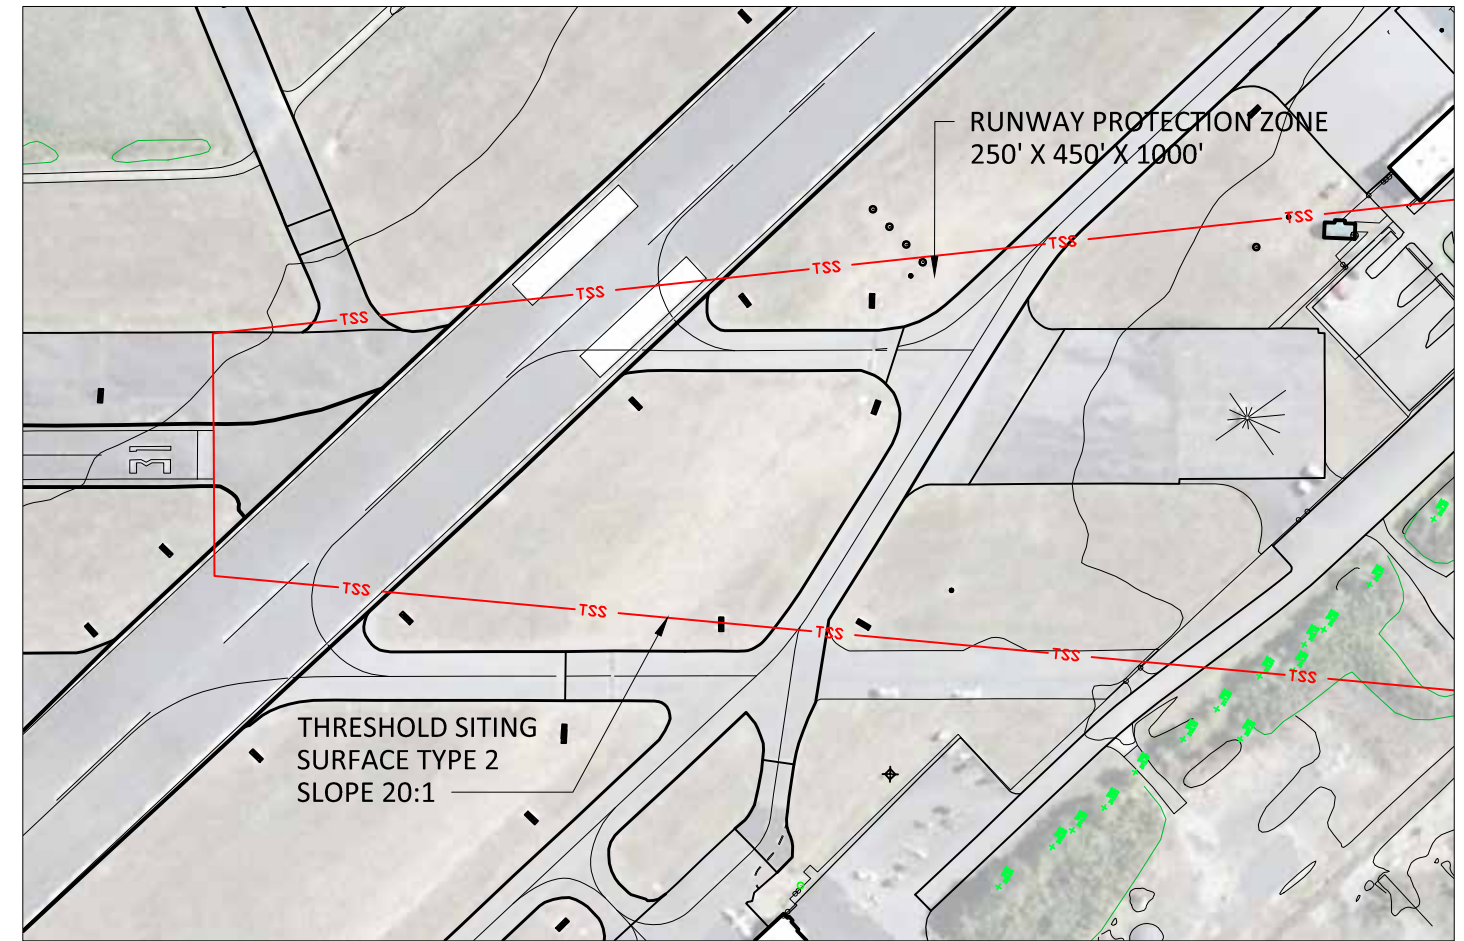 RUNWAY PROTECTION ZONE
250' X 450' X 1000'
TSS
TSS
TSS
TSS
TSS
31
TSS
TSS
TSS
TSS
TSS
THRESHOLD SITING
SURFACE TYPE 2
SLOPE 20:1